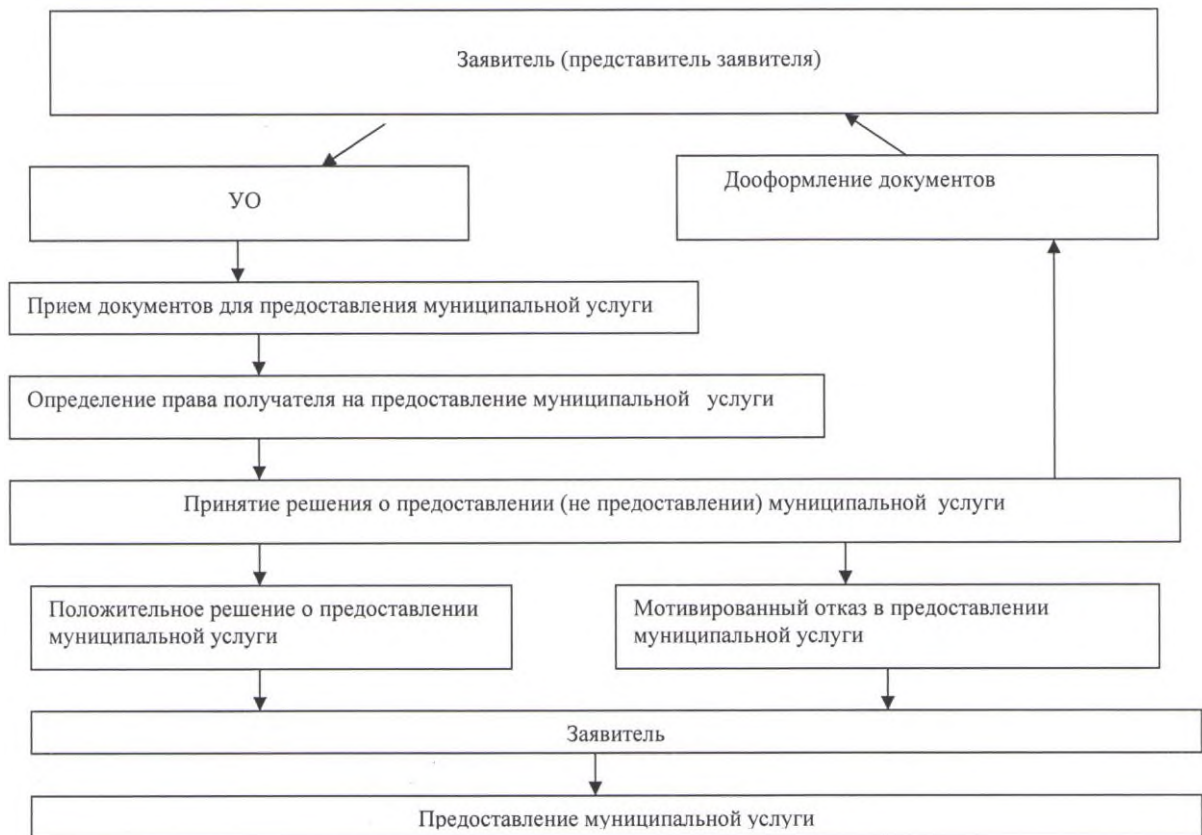 Заявитель (представитель заявителя)
УО
Дооформление документов
Прием документов для предоставления муниципальной услуги
Определение права получателя на предоставление муниципальной услуги
Принятие решения о предоставлении (не предоставлении) муниципальной услуги
Положительное решение о предоставлении
муниципальной услуги
Мотивированный отказ в предоставлении
муниципальной услуги
Заявитель
Предоставление муниципальной услуги